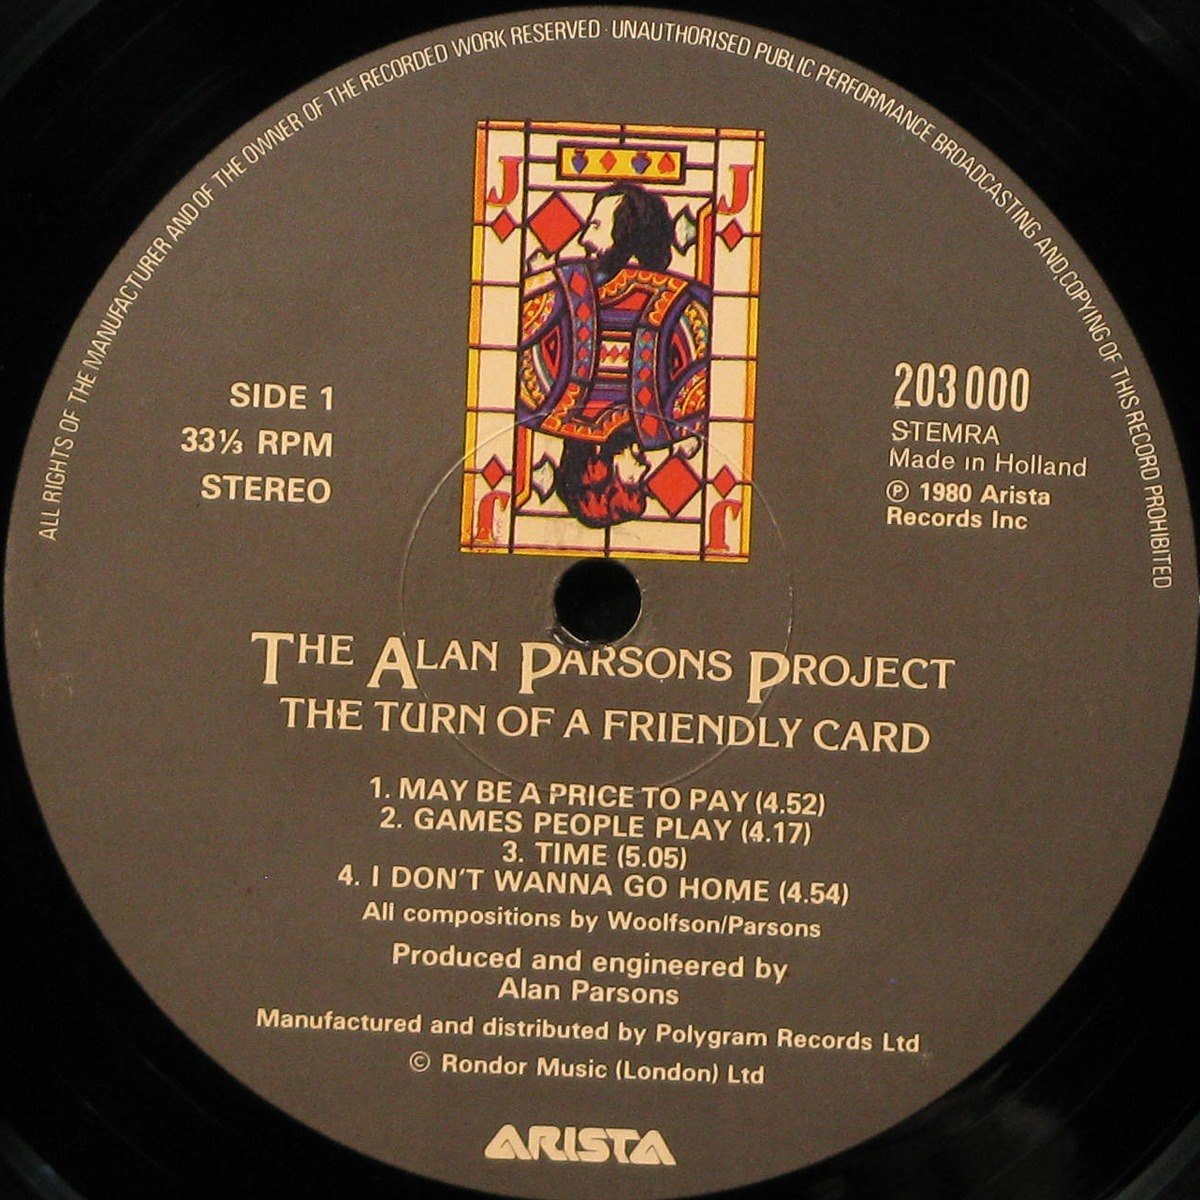 ALL RIGHTS OF THE MANUFACTURER AND OF THE OWNER OF THE RECORDED WORK RESERVED · UNAUTHORISED PUBLIC PERFORMANCE BROADCASTING AND COPYING OF THIS RECORD PROHIBITED
J J
SIDE 1
33⅓ RPM
STEREO
203 000
STEMRA
Made in Holland
℗ 1980 Arista
Records Inc
J J
THE ALAN PARSONS PROJECT
THE TURN OF A FRIENDLY CARD
1. MAY BE A PRICE TO PAY (4.52)
2. GAMES PEOPLE PLAY (4.17)
3. TIME (5.05)
4. I DON'T WANNA GO HOME (4.54)
All compositions by Woolfson/Parsons
Produced and engineered by
Alan Parsons
Manufactured and distributed by Polygram Records Ltd
© Rondor Music (London) Ltd
ARISTA